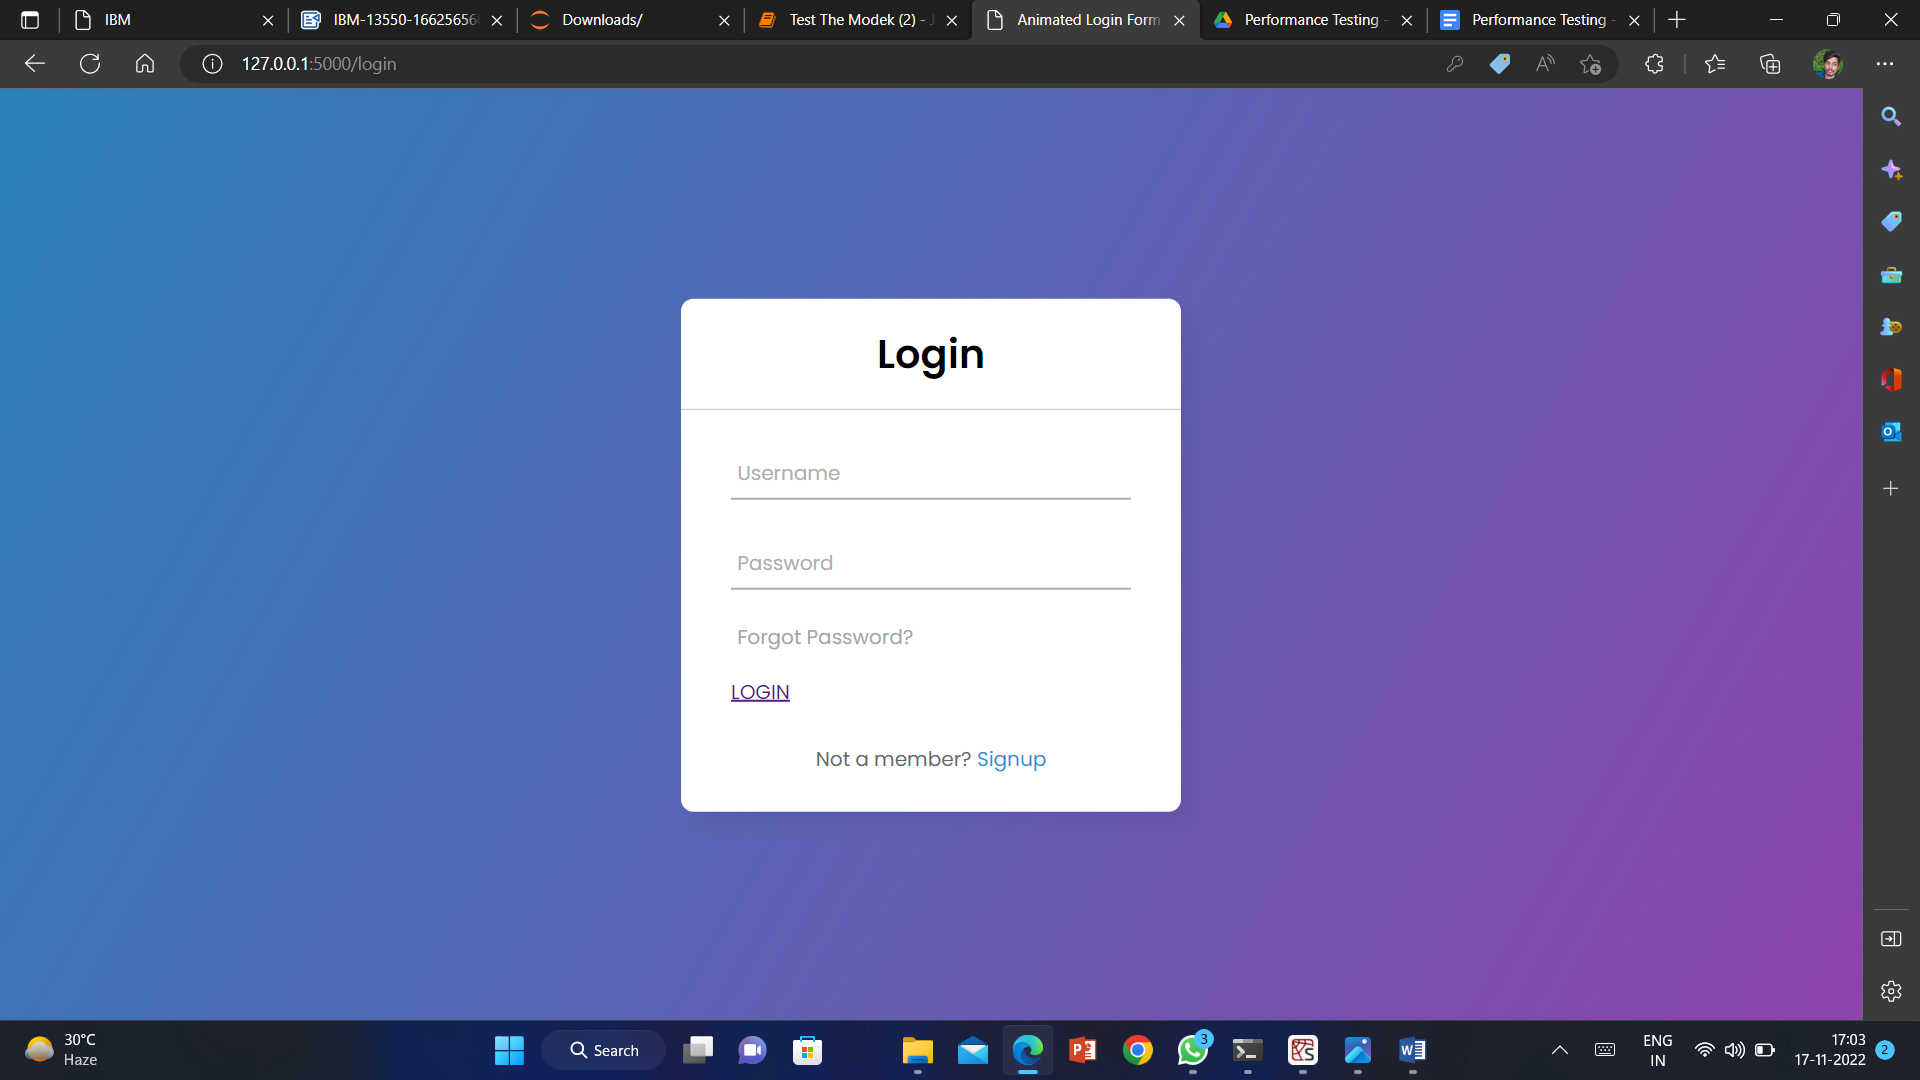 IBM
IBM-13550-16625656
Downloads/
Test The Modek (2) - J
Animated Login Form
Performance Testing -
Performance Testing -
127.0.0.1:5000/login
Login
Username
Password
Forgot Password?
LOGIN
Not a member? Signup
30°C
Haze
Search
3
ENG
IN
17:03
17-11-2022
2